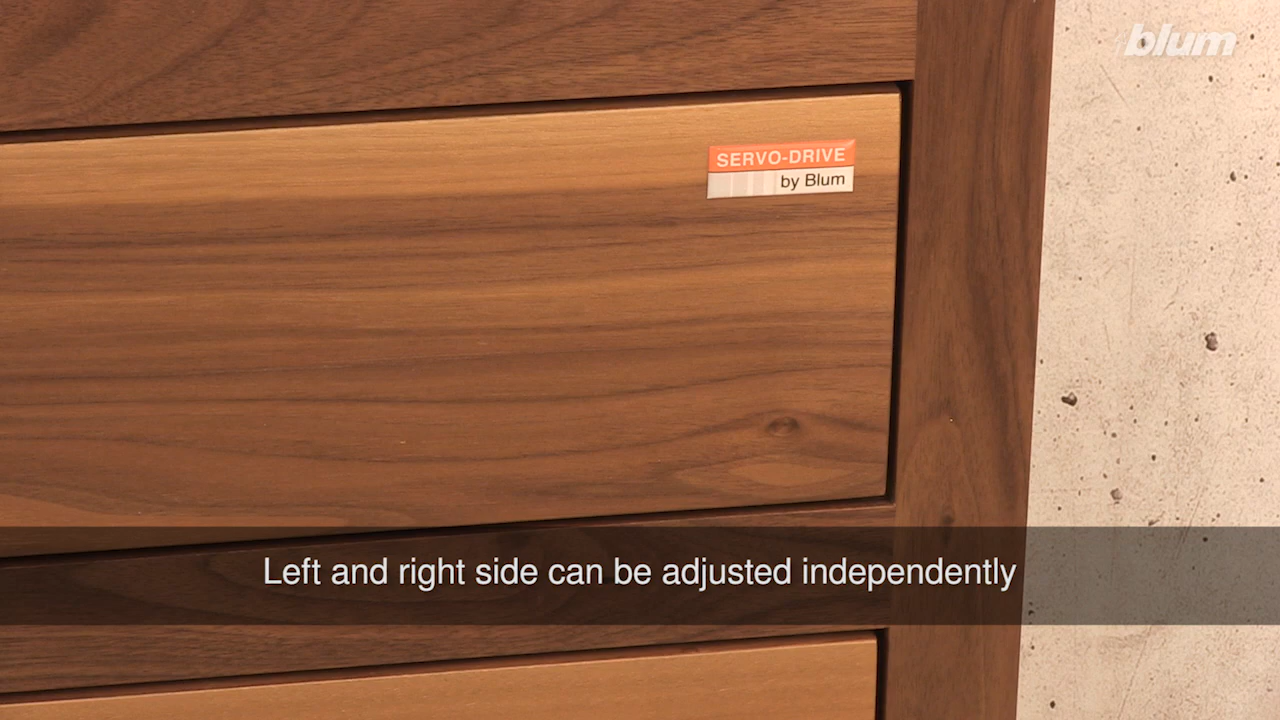 blum
SERVO-DRIVE
by Blum
Left and right side can be adjusted independently